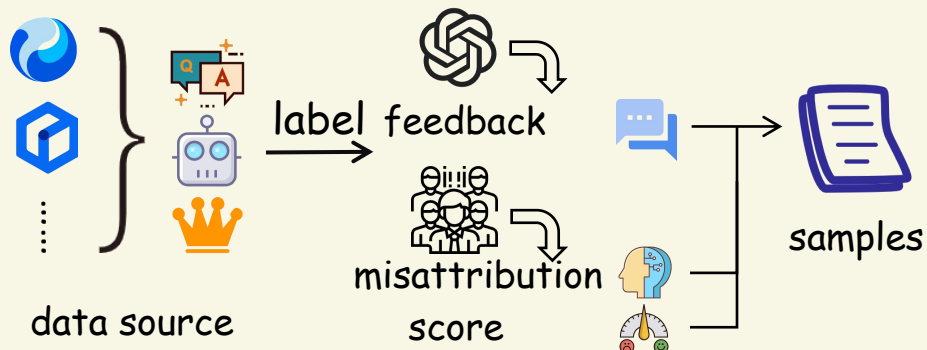 Q
A
label
feedback
misattribution
score
data source
samples